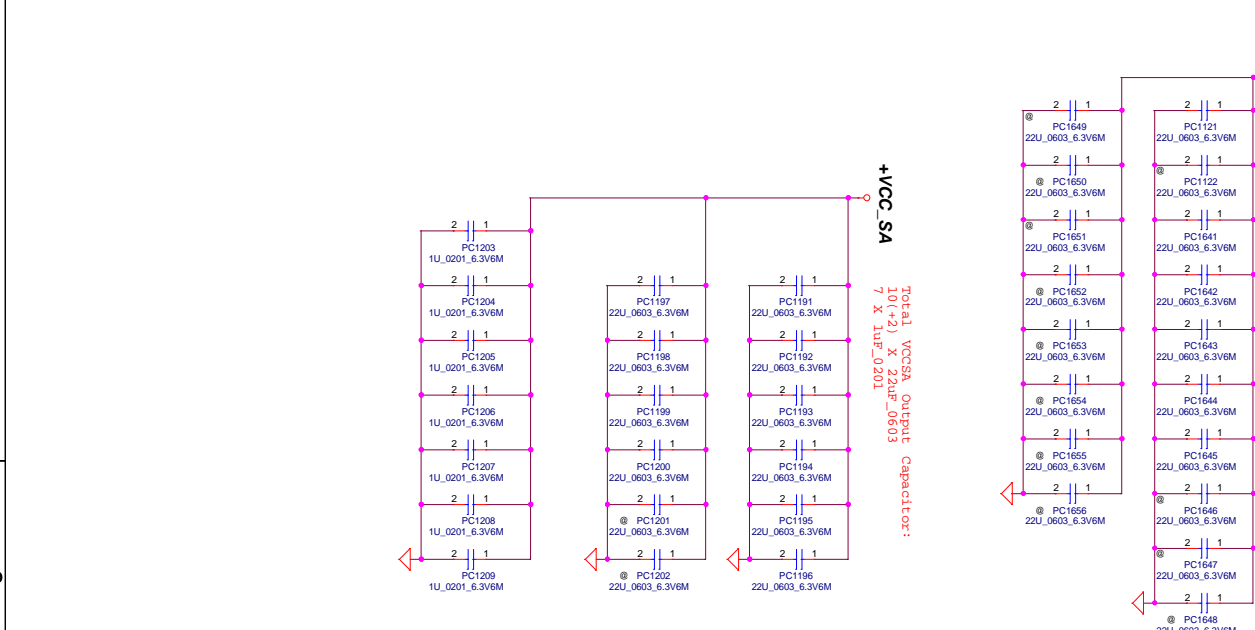 2 1
PC1203
1U_0201_6.3V6M
2 1
PC1204
1U_0201_6.3V6M
2 1
PC1205
1U_0201_6.3V6M
2 1
PC1206
1U_0201_6.3V6M
2 1
PC1207
1U_0201_6.3V6M
2 1
PC1208
1U_0201_6.3V6M
2 1
PC1209
1U_0201_6.3V6M
2 1
PC1197
22U_0603_6.3V6M
2 1
PC1198
22U_0603_6.3V6M
2 1
PC1199
22U_0603_6.3V6M
2 1
PC1200
22U_0603_6.3V6M
2 1
@ PC1201
22U_0603_6.3V6M
2 1
@ PC1202
22U_0603_6.3V6M
2 1
PC1191
22U_0603_6.3V6M
2 1
PC1192
22U_0603_6.3V6M
2 1
PC1193
22U_0603_6.3V6M
2 1
PC1194
22U_0603_6.3V6M
2 1
PC1195
22U_0603_6.3V6M
2 1
PC1196
22U_0603_6.3V6M
+VCC_SA
Total VCCSA Output Capacitor:
10(+2) X 22uF_0603
7 X 1uF_0201
2 1
@
PC1649
22U_0603_6.3V6M
2 1
@ PC1650
22U_0603_6.3V6M
2 1
@
PC1651
22U_0603_6.3V6M
2 1
@ PC1652
22U_0603_6.3V6M
2 1
@ PC1653
22U_0603_6.3V6M
2 1
@ PC1654
22U_0603_6.3V6M
2 1
@ PC1655
22U_0603_6.3V6M
2 1
@ PC1656
22U_0603_6.3V6M
2 1
PC1121
22U_0603_6.3V6M
2 1
@
PC1122
22U_0603_6.3V6M
2 1
PC1641
22U_0603_6.3V6M
2 1
PC1642
22U_0603_6.3V6M
2 1
PC1643
22U_0603_6.3V6M
2 1
PC1644
22U_0603_6.3V6M
2 1
PC1645
22U_0603_6.3V6M
2 1
@
PC1646
22U_0603_6.3V6M
2 1
@
PC1647
22U_0603_6.3V6M
2 1
@ PC1648